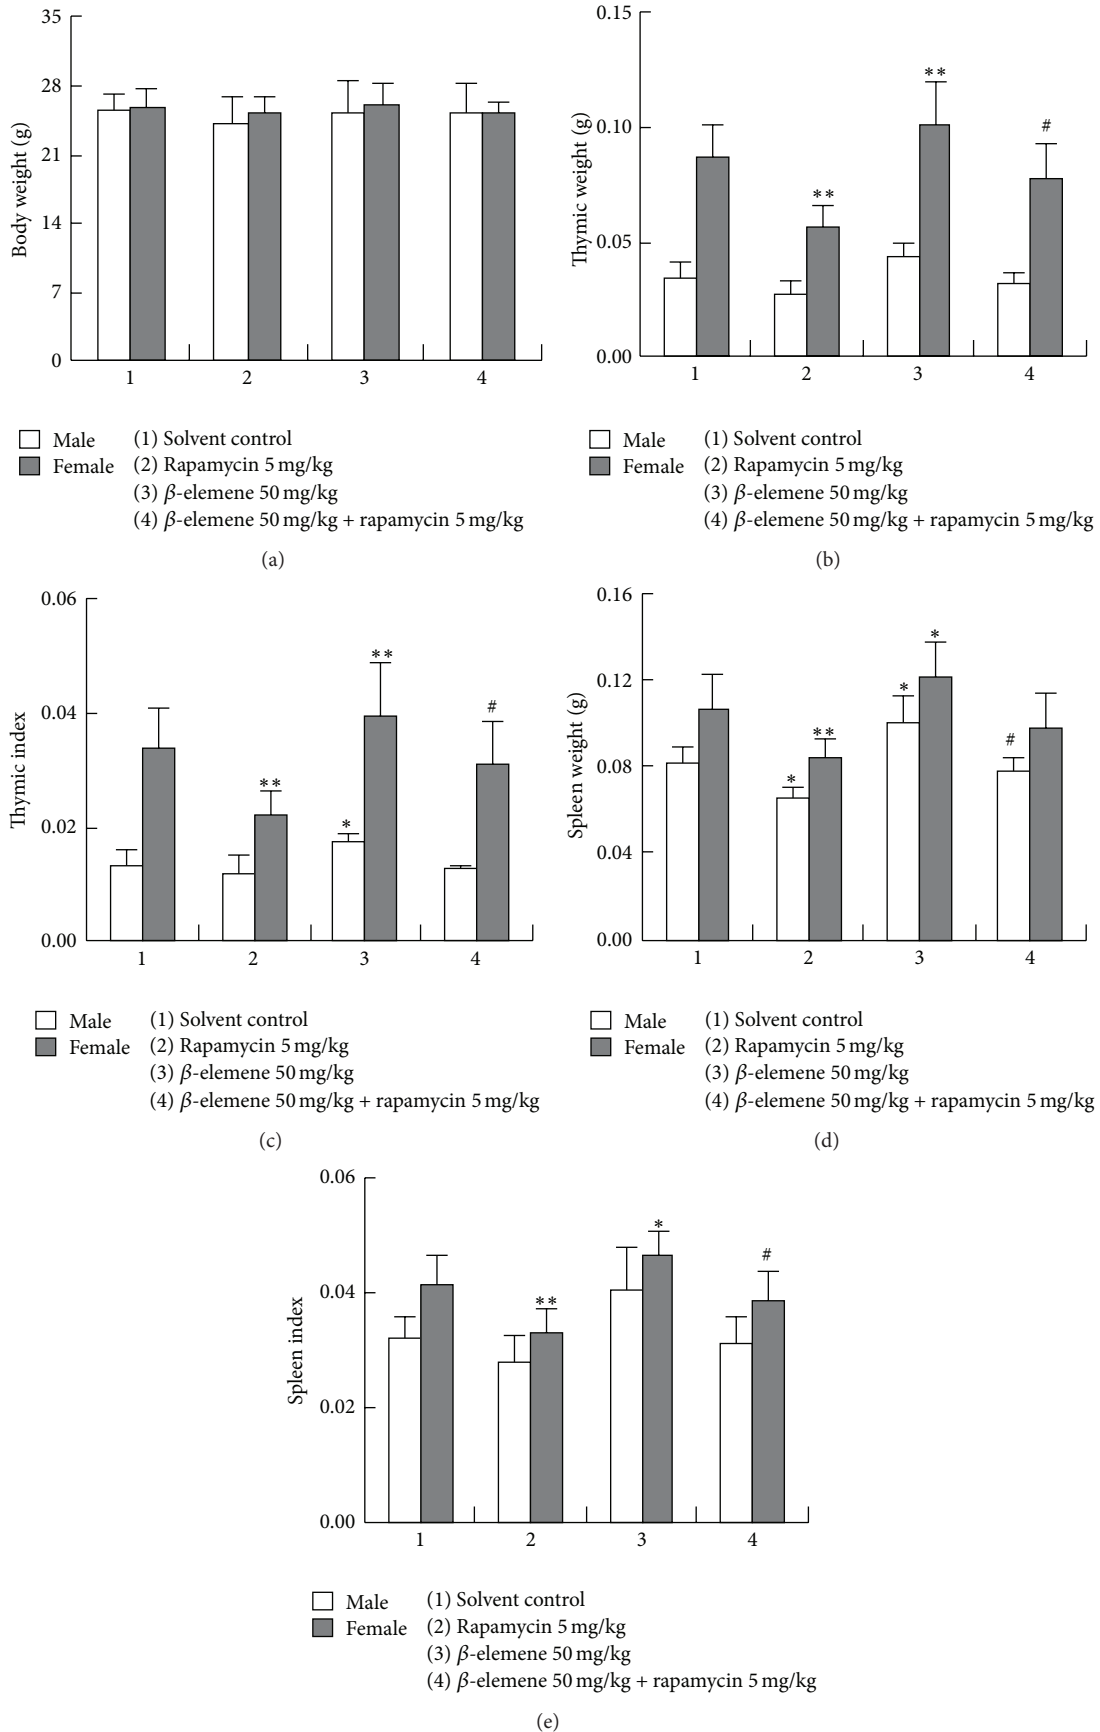 35
28
21
14
7
0
Body weight (g)
**
**
#
1 2 3 4
Male (1) Solvent control
Female (2) Rapamycin 5 mg/kg
(3) β-elemene 50 mg/kg
(4) β-elemene 50 mg/kg + rapamycin 5 mg/kg
(a)
0.15
0.10
0.05
0.00
Thymic weight (g)
1 2 3 4
Male (1) Solvent control
Female (2) Rapamycin 5 mg/kg
(3) β-elemene 50 mg/kg
(4) β-elemene 50 mg/kg + rapamycin 5 mg/kg
(b)
0.06
0.04
0.02
0.00
Thymic index
**
*
**
#
1 2 3 4
Male (1) Solvent control
Female (2) Rapamycin 5 mg/kg
(3) β-elemene 50 mg/kg
(4) β-elemene 50 mg/kg + rapamycin 5 mg/kg
(c)
0.16
0.12
0.08
0.04
0.00
Spleen weight (g)
*
**
*
*
#
1 2 3 4
Male (1) Solvent control
Female (2) Rapamycin 5 mg/kg
(3) β-elemene 50 mg/kg
(4) β-elemene 50 mg/kg + rapamycin 5 mg/kg
(d)
0.06
0.04
0.02
0.00
Spleen index
**
*
#
1 2 3 4
Male (1) Solvent control
Female (2) Rapamycin 5 mg/kg
(3) β-elemene 50 mg/kg
(4) β-elemene 50 mg/kg + rapamycin 5 mg/kg
(e)